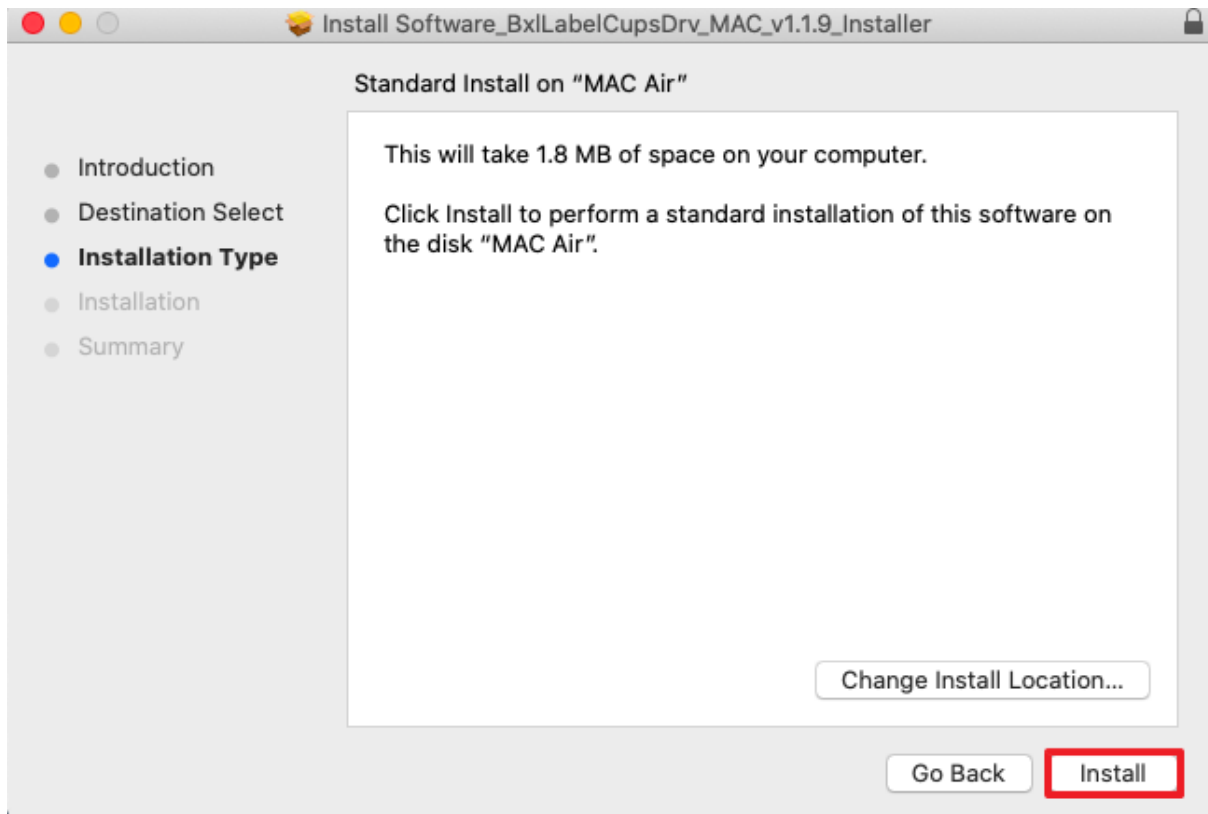 Install Software_BxlLabelCupsDrv_MAC_v1.1.9_Installer
Standard Install on “MAC Air”
Introduction
Destination Select
Installation Type
Installation
Summary
This will take 1.8 MB of space on your computer.
Click Install to perform a standard installation of this software on
the disk “MAC Air”.
Change Install Location...
Go Back
Install